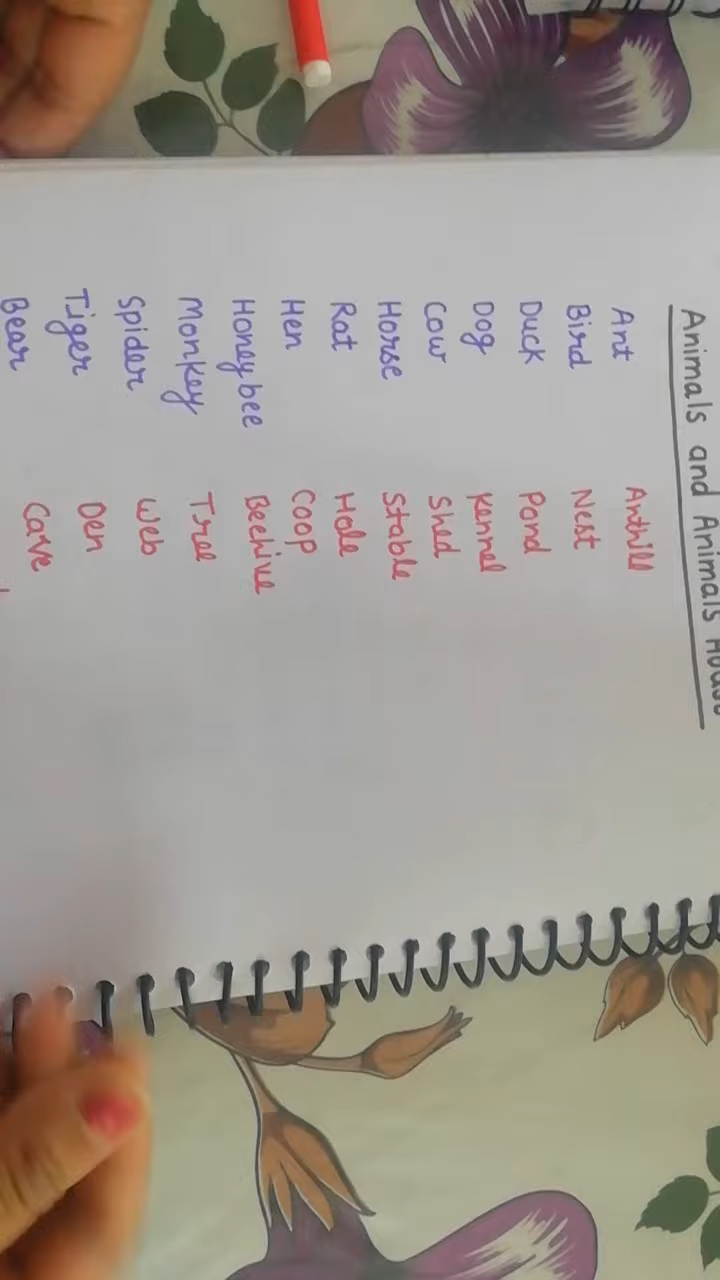 Animals and Animals House
Ant Anthill
Bird Nest
Duck Pond
Dog Kennel
Cow Shed
Horse Stable
Rat Hole
Hen Coop
Honeybee Beehive
Monkey Tree
Spider Web
Tiger Den
Bear Cave